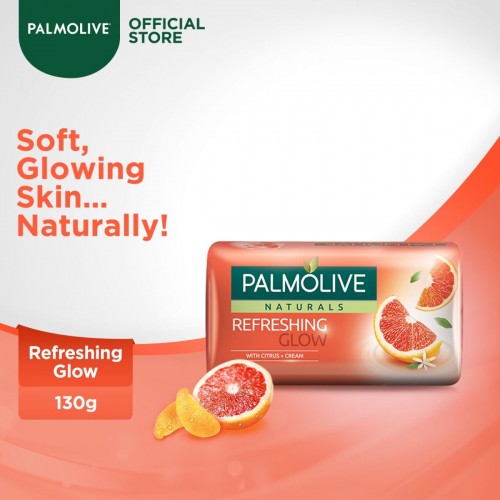 PALMOLIVE
OFFICIAL
STORE
Soft,
Glowing
Skin...
Naturally!
PALMOLIVE
NATURALS
REFRESHING
GLOW
WITH CITRUS + CREAM
Refreshing
Glow
130g